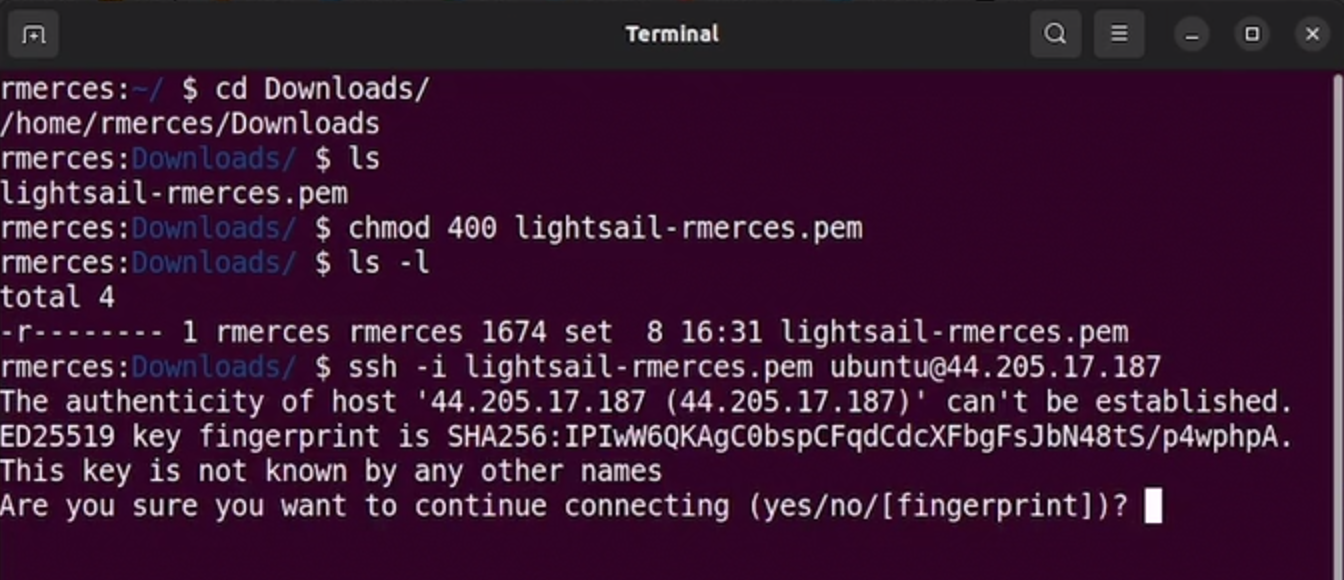 Terminal
rmerces:~/ $ cd Downloads/
/home/rmerces/Downloads
rmerces:Downloads/ $ ls
lightsail-rmerces.pem
rmerces:Downloads/ $ chmod 400 lightsail-rmerces.pem
rmerces:Downloads/ $ ls -l
total 4
-r-------- 1 rmerces rmerces 1674 set  8 16:31 lightsail-rmerces.pem
rmerces:Downloads/ $ ssh -i lightsail-rmerces.pem ubuntu@44.205.17.187
The authenticity of host '44.205.17.187 (44.205.17.187)' can't be established.
ED25519 key fingerprint is SHA256:IPIwW6QKAgC0bspCFqdCdcXFbgFsJbN48tS/p4wphpA.
This key is not known by any other names
Are you sure you want to continue connecting (yes/no/[fingerprint])?